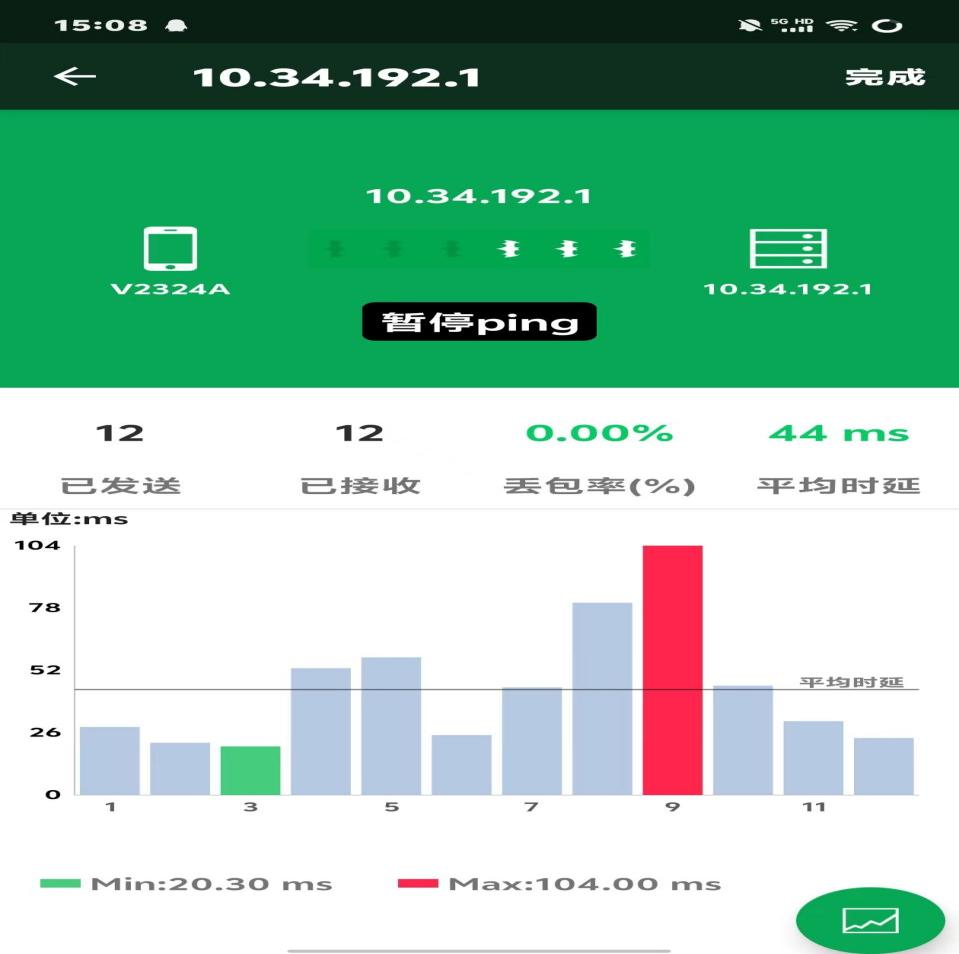 15:08 5G HD
10.34.192.1 完成
10.34.192.1
V2324A 10.34.192.1
暂停ping
12 12 0.00% 44 ms
已发送 已接收 丢包率(%) 平均时延
单位:ms
104
78
52
平均时延
26
0
1 3 5 7 9 11
Min:20.30 ms Max:104.00 ms